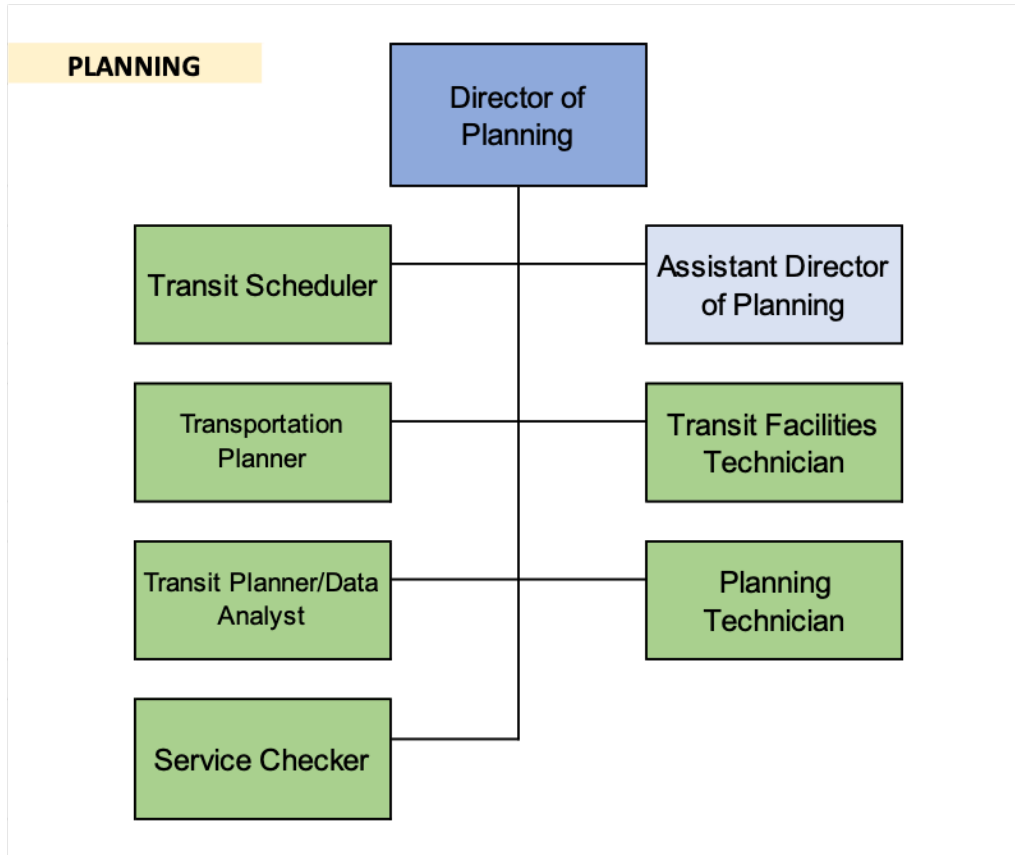 PLANNING
Director of
Planning
Transit Scheduler
Assistant Director
of Planning
Transportation
Planner
Transit Facilities
Technician
Transit Planner/Data
Analyst
Planning
Technician
Service Checker